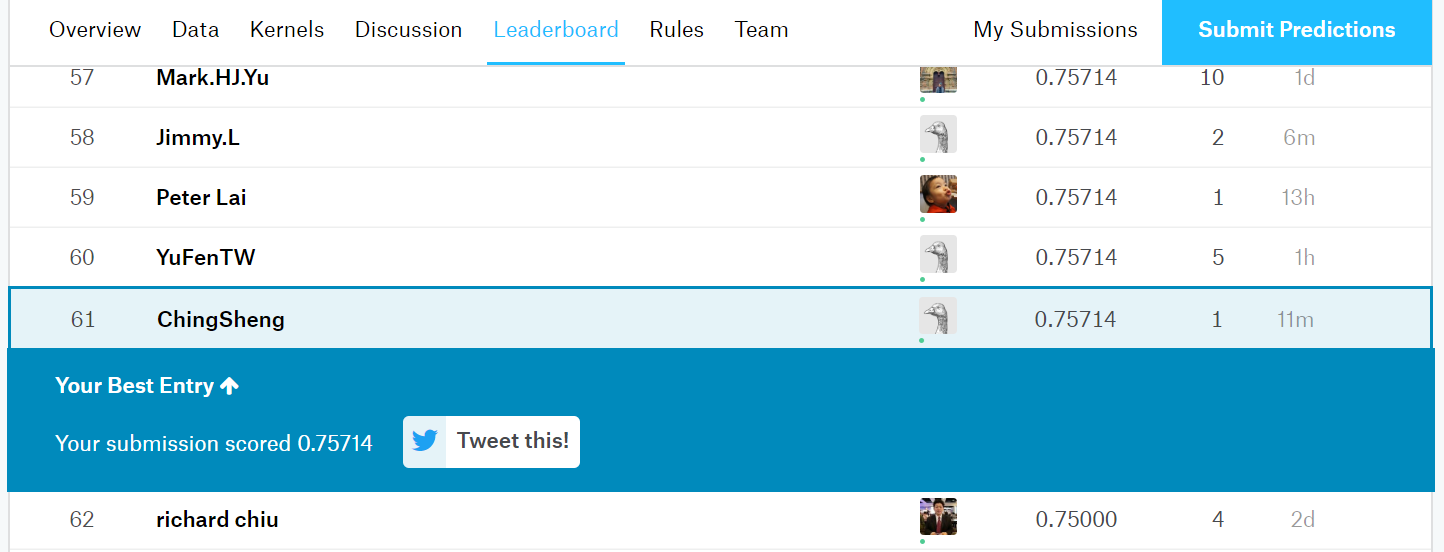 Overview Data Kernels Discussion Leaderboard Rules Team My Submissions Submit Predictions
57 Mark.HJ.Yu 0.75714 10 1d
58 Jimmy.L 0.75714 2 6m
59 Peter Lai 0.75714 1 13h
60 YuFenTW 0.75714 5 1h
61 ChingSheng 0.75714 1 11m
Your Best Entry
Your submission scored 0.75714 Tweet this!
62 richard chiu 0.75000 4 2d